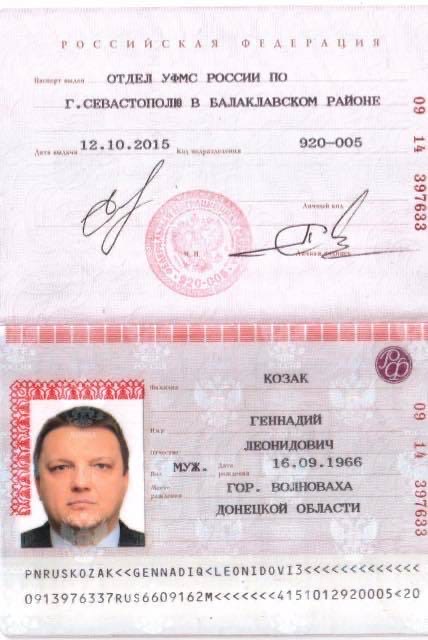 РОССИЙСКАЯ ФЕДЕРАЦИЯ
Паспорт выдан ОТДЕЛ УФМС РОССИИ ПО
Г.СЕВАСТОПОЛЮ В БАЛАКЛАВСКОМ РАЙОНЕ
Дата выдачи 12.10.2015 Код подразделения 920-005
09 14 397633
Личный код
М.П.
Личная подпись
920-005
Фамилия КОЗАК
Имя ГЕННАДИЙ
Отчество ЛЕОНИДОВИЧ
Пол МУЖ. Дата рождения 16.09.1966
Место рождения ГОР. ВОЛНОВАХА
ДОНЕЦКОЙ ОБЛАСТИ
09 14 397633
PNRUSKOZAK<<GENNADIQ<LEONIDOVI3<<<<<<<<<<<<<
0913976337RUS6609162M<<<<<<<4151012920005<20